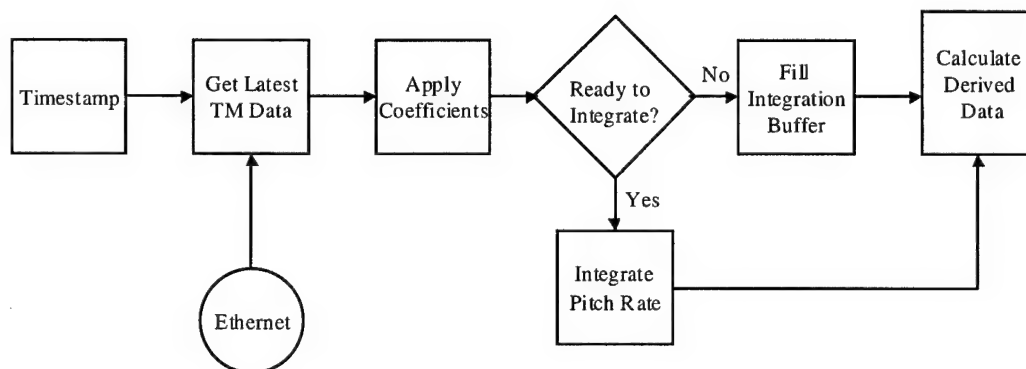 Timestamp
Get Latest
TM Data
Apply
Coefficients
Ready to
Integrate?
No
Fill
Integration
Buffer
Calculate
Derived
Data
Yes
Integrate
Pitch Rate
Ethernet